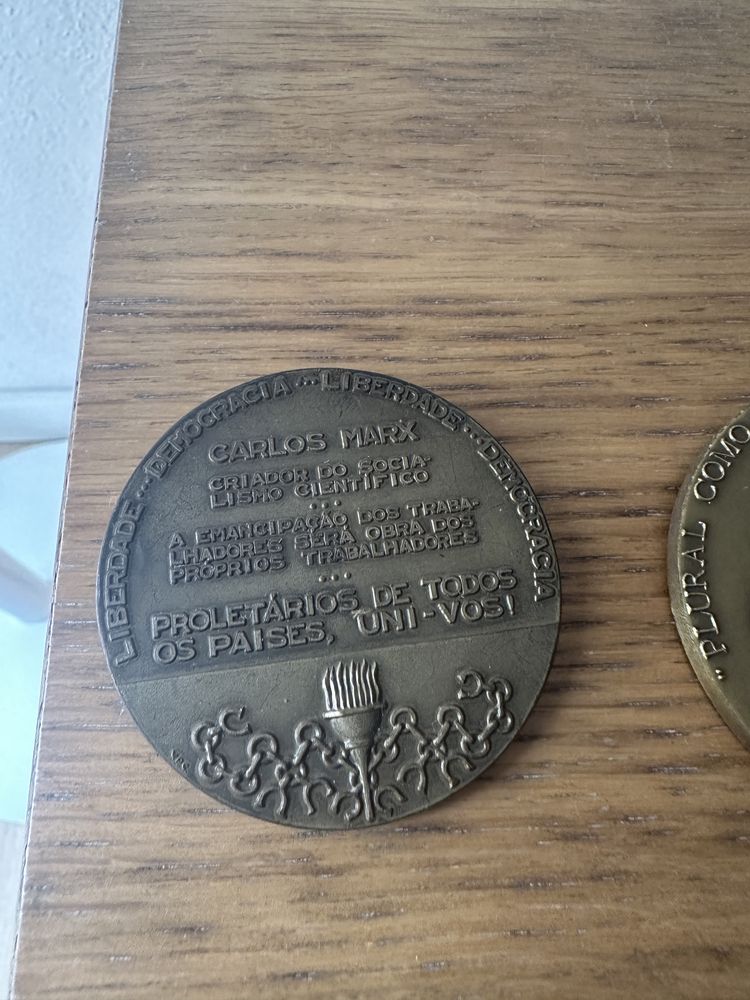 LIBERDADE...DEMOCRACIA...LIBERDADE...DEMOCRACIA
CARLOS MARX
CRIADOR DO SOCIA-
LISMO CIENTÍFICO
...
A EMANCIPAÇÃO DOS TRABA-
LHADORES SERÁ OBRA DOS
PRÓPRIOS TRABALHADORES
...
PROLETÁRIOS DE TODOS
OS PAISES, UNI-VOS!
"PLURAL COMO